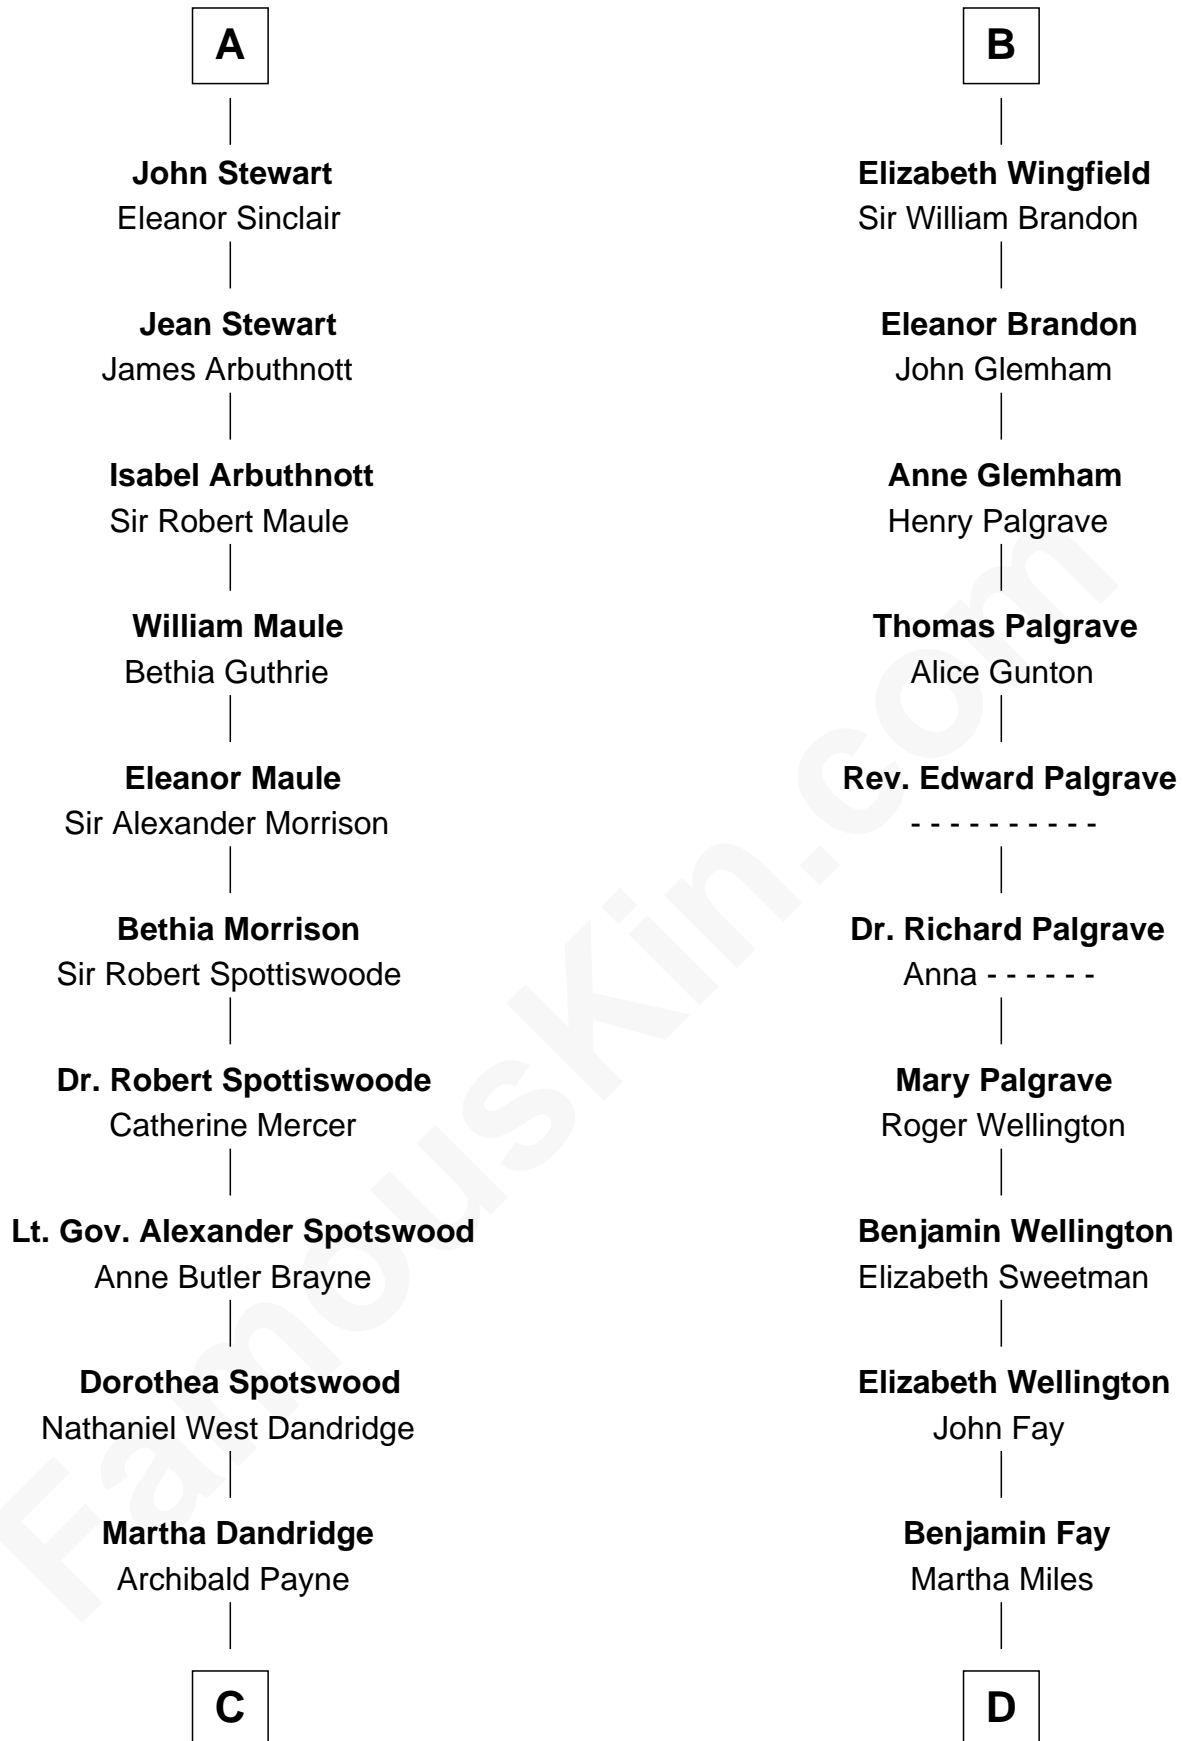 A
John Stewart
Eleanor Sinclair
Jean Stewart
James Arbuthnott
Isabel Arbuthnott
Sir Robert Maule
William Maule
Bethia Guthrie
Eleanor Maule
Sir Alexander Morrison
Bethia Morrison
Sir Robert Spottiswoode
Dr. Robert Spottiswoode
Catherine Mercer
Lt. Gov. Alexander Spotswood
Anne Butler Brayne
Dorothea Spotswood
Nathaniel West Dandridge
Martha Dandridge
Archibald Payne
C
B
Elizabeth Wingfield
Sir William Brandon
Eleanor Brandon
John Glemham
Anne Glemham
Henry Palgrave
Thomas Palgrave
Alice Gunton
Rev. Edward Palgrave
- - - - - - - - - -
Dr. Richard Palgrave
Anna - - - - - -
Mary Palgrave
Roger Wellington
Benjamin Wellington
Elizabeth Sweetman
Elizabeth Wellington
John Fay
Benjamin Fay
Martha Miles
D
FamousKin.com